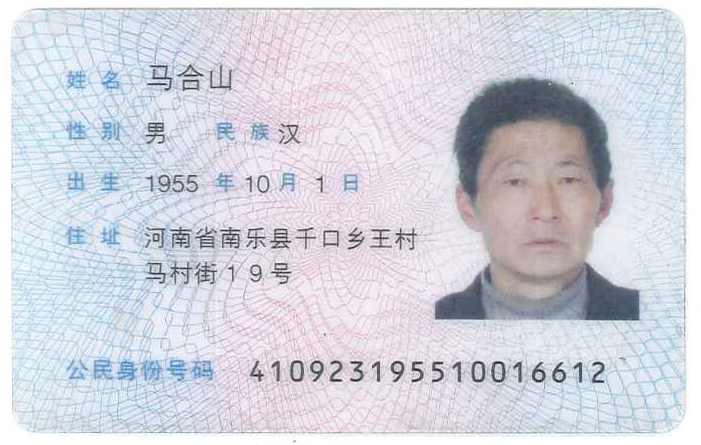 姓名 马合山
性别 男 民族 汉
出生 1955 年 10 月 1 日
住址 河南省南乐县千口乡王村
马村街19号
公民身份号码 410923195510016612